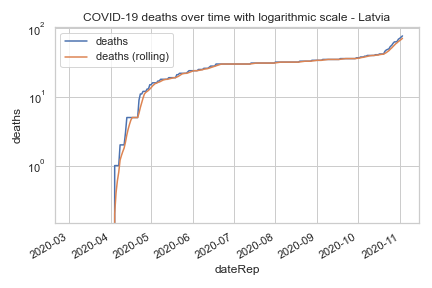 COVID-19 deaths over time with logarithmic scale - Latvia
deaths
deaths (rolling)
10²
10¹
10⁰
deaths
2020-03
2020-04
2020-05
2020-06
2020-07
2020-08
2020-09
2020-10
2020-11
dateRep